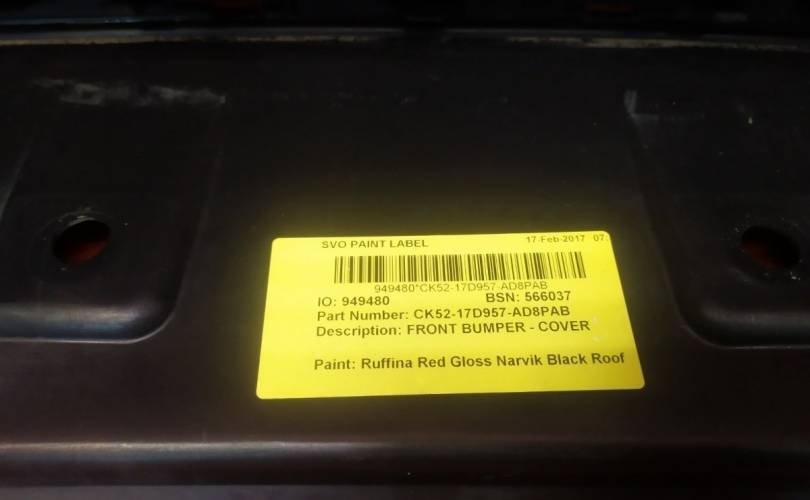 SVO PAINT LABEL 17-Feb-2017 07:
949480*CK52-17D957-AD8PAB
IO: 949480 BSN: 566037
Part Number: CK52-17D957-AD8PAB
Description: FRONT BUMPER - COVER
Paint: Ruffina Red Gloss Narvik Black Roof